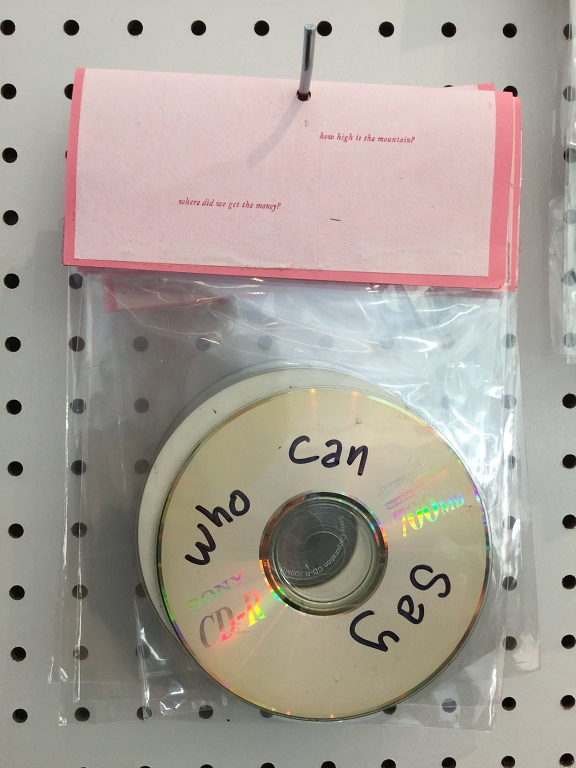 how high is the mountain?
where did we get the money?
who can say
700MB
SONY
CD-R